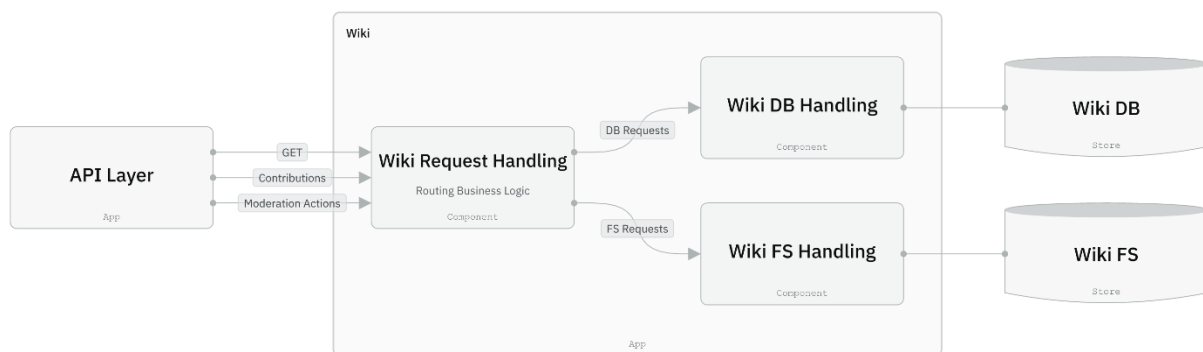 Wiki
API Layer
App
GET
Contributions
Moderation Actions
Wiki Request Handling
Routing Business Logic
Component
DB Requests
FS Requests
Wiki DB Handling
Component
Wiki FS Handling
Component
App
Wiki DB
Store
Wiki FS
Store